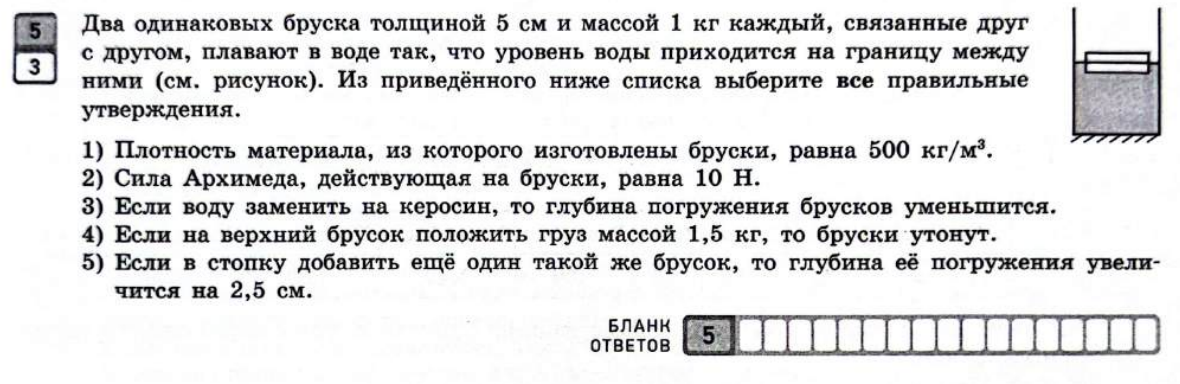 5
3
Два одинаковых бруска толщиной 5 см и массой 1 кг каждый, связанные друг
с другом, плавают в воде так, что уровень воды приходится на границу между
ними (см. рисунок). Из приведённого ниже списка выберите все правильные
утверждения.
1) Плотность материала, из которого изготовлены бруски, равна 500 кг/м³.
2) Сила Архимеда, действующая на бруски, равна 10 Н.
3) Если воду заменить на керосин, то глубина погружения брусков уменьшится.
4) Если на верхний брусок положить груз массой 1,5 кг, то бруски утонут.
5) Если в стопку добавить ещё один такой же брусок, то глубина её погружения увели-
чится на 2,5 см.
БЛАНК
ОТВЕТОВ
5